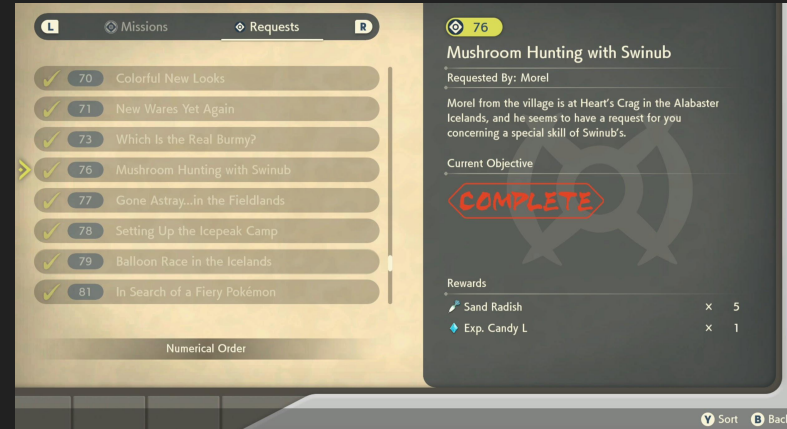 L Missions Requests R
70 Colorful New Looks
71 New Wares Yet Again
73 Which Is the Real Burmy?
76 Mushroom Hunting with Swinub
77 Gone Astray...in the Fieldlands
78 Setting Up the Icepeak Camp
79 Balloon Race in the Icelands
81 In Search of a Fiery Pokémon
Numerical Order
76
Mushroom Hunting with Swinub
Requested By: Morel
Morel from the village is at Heart's Crag in the Alabaster
Icelands, and he seems to have a request for you
concerning a special skill of Swinub's.
Current Objective
COMPLETE
Rewards
Sand Radish × 5
Exp. Candy L × 1
Y Sort B Back